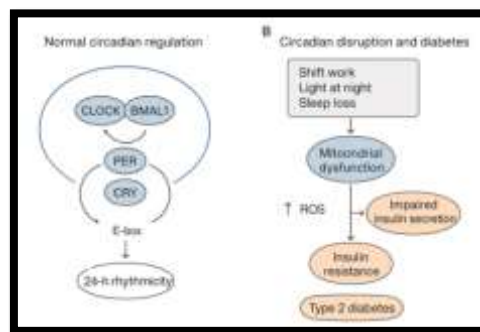 Normal circadian regulation
CLOCK BMAL1
PER
CRY
E-box
24-h rhythmicity
B Circadian disruption and diabetes
Shift work
Light at night
Sleep loss
Mitoondrial
dysfunction
↑ ROS
Impaired
insulin secretion
Insulin
resistance
Type 2 diabetes